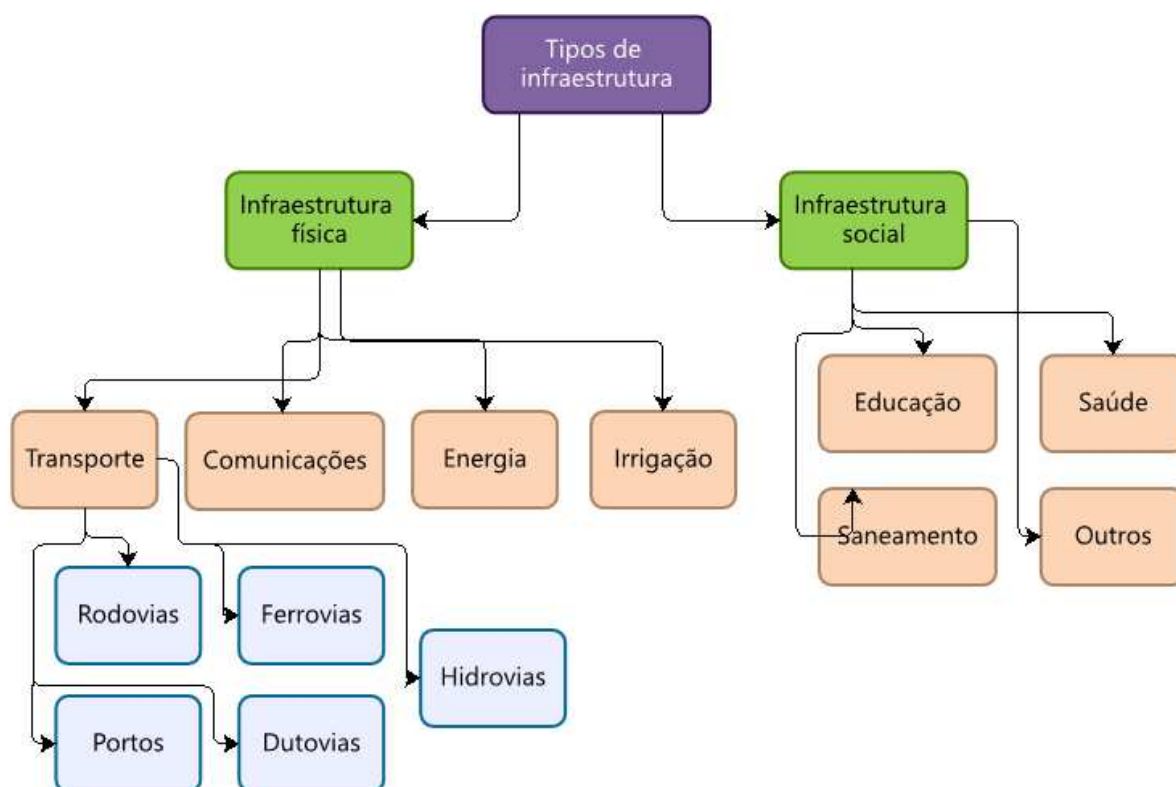 Tipos de
infraestrutura
Infraestrutura
física
Infraestrutura
social
Educação
Saúde
Transporte
Comunicações
Energia
Irrigação
Saneamento
Outros
Rodovias
Ferrovias
Hidrovias
Portos
Dutovias